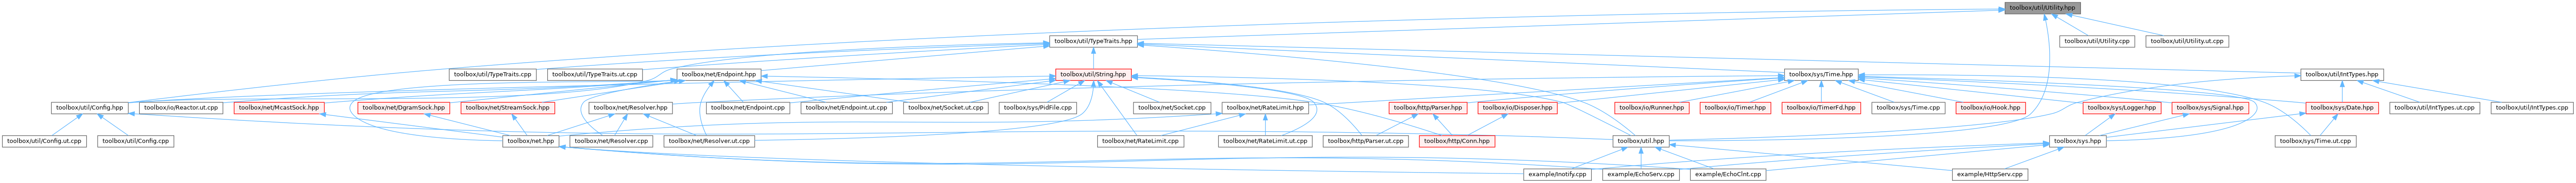 toolbox/util/Utility.hpp
toolbox/util/TypeTraits.hpp
toolbox/util/Utility.cpp
toolbox/util/Utility.ut.cpp
toolbox/util/TypeTraits.cpp
toolbox/util/TypeTraits.ut.cpp
toolbox/net/Endpoint.hpp
toolbox/util/String.hpp
toolbox/sys/Time.hpp
toolbox/util/IntTypes.hpp
toolbox/util/Config.hpp
toolbox/io/Reactor.ut.cpp
toolbox/net/McastSock.hpp
toolbox/net/DgramSock.hpp
toolbox/net/StreamSock.hpp
toolbox/net/Resolver.hpp
toolbox/net/Endpoint.cpp
toolbox/net/Endpoint.ut.cpp
toolbox/net/Socket.ut.cpp
toolbox/sys/PidFile.cpp
toolbox/net/Socket.cpp
toolbox/net/RateLimit.hpp
toolbox/http/Parser.hpp
toolbox/io/Disposer.hpp
toolbox/io/Runner.hpp
toolbox/io/Timer.hpp
toolbox/io/TimerFd.hpp
toolbox/sys/Time.cpp
toolbox/io/Hook.hpp
toolbox/sys/Logger.hpp
toolbox/sys/Signal.hpp
toolbox/sys/Date.hpp
toolbox/util/IntTypes.ut.cpp
toolbox/util/IntTypes.cpp
toolbox/util/Config.ut.cpp
toolbox/util/Config.cpp
toolbox/net.hpp
toolbox/net/Resolver.cpp
toolbox/net/Resolver.ut.cpp
toolbox/net/RateLimit.cpp
toolbox/net/RateLimit.ut.cpp
toolbox/http/Parser.ut.cpp
toolbox/http/Conn.hpp
toolbox/util.hpp
toolbox/sys.hpp
toolbox/sys/Time.ut.cpp
example/Inotify.cpp
example/EchoServ.cpp
example/EchoClnt.cpp
example/HttpServ.cpp